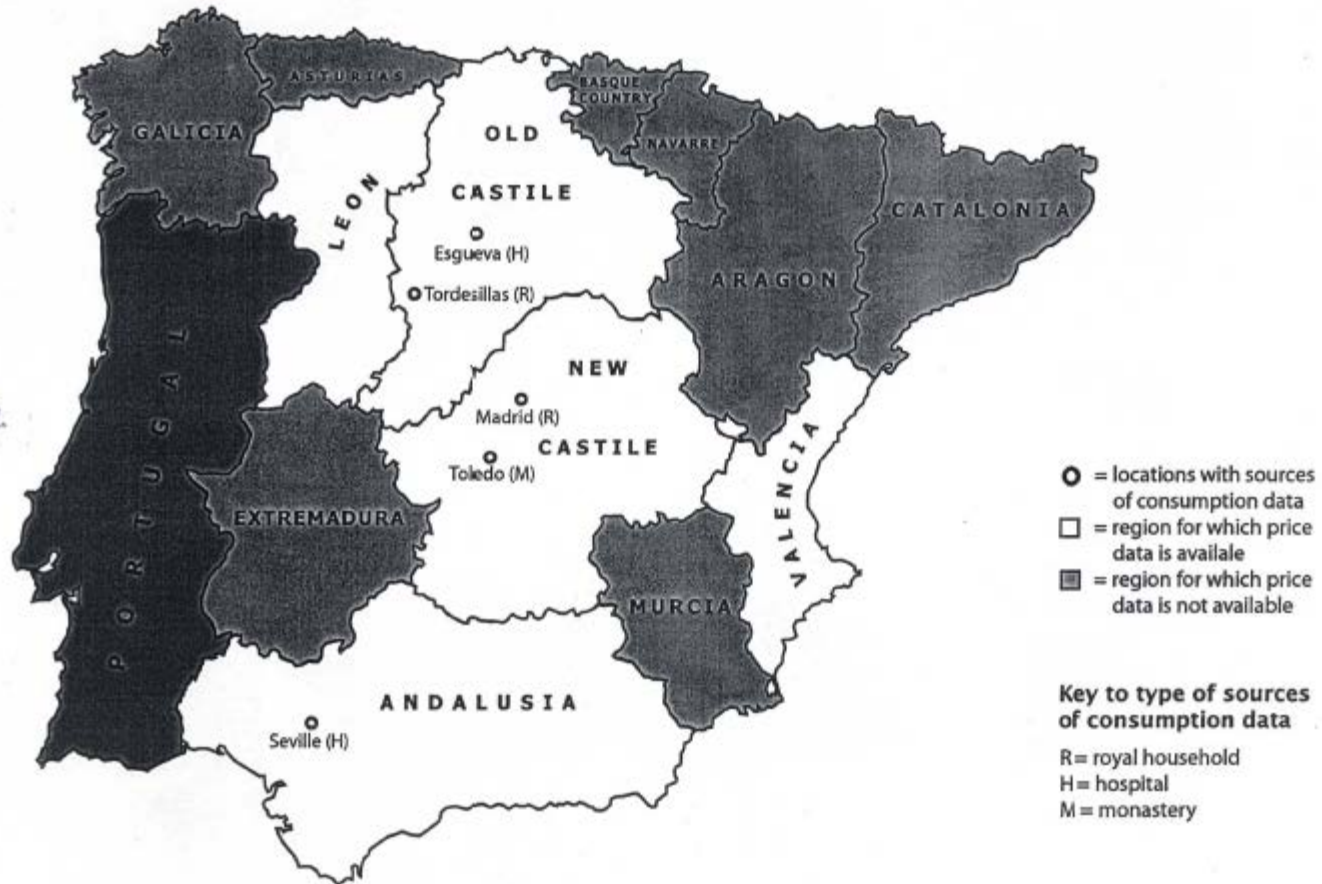 ASTURIAS
BASQUE
COUNTRY
GALICIA
OLD
NAVARRE
LEON
CASTILE
CATALONIA
Esgueva (H)
ARAGON
Tordesillas (R)
PORTUGAL
NEW
Madrid (R)
CASTILE
Toledo (M)
VALENCIA
EXTREMADURA
MURCIA
ANDALUSIA
Seville (H)
= locations with sources
of consumption data
= region for which price
data is availale
= region for which price
data is not available
Key to type of sources
of consumption data
R= royal household
H= hospital
M= monastery